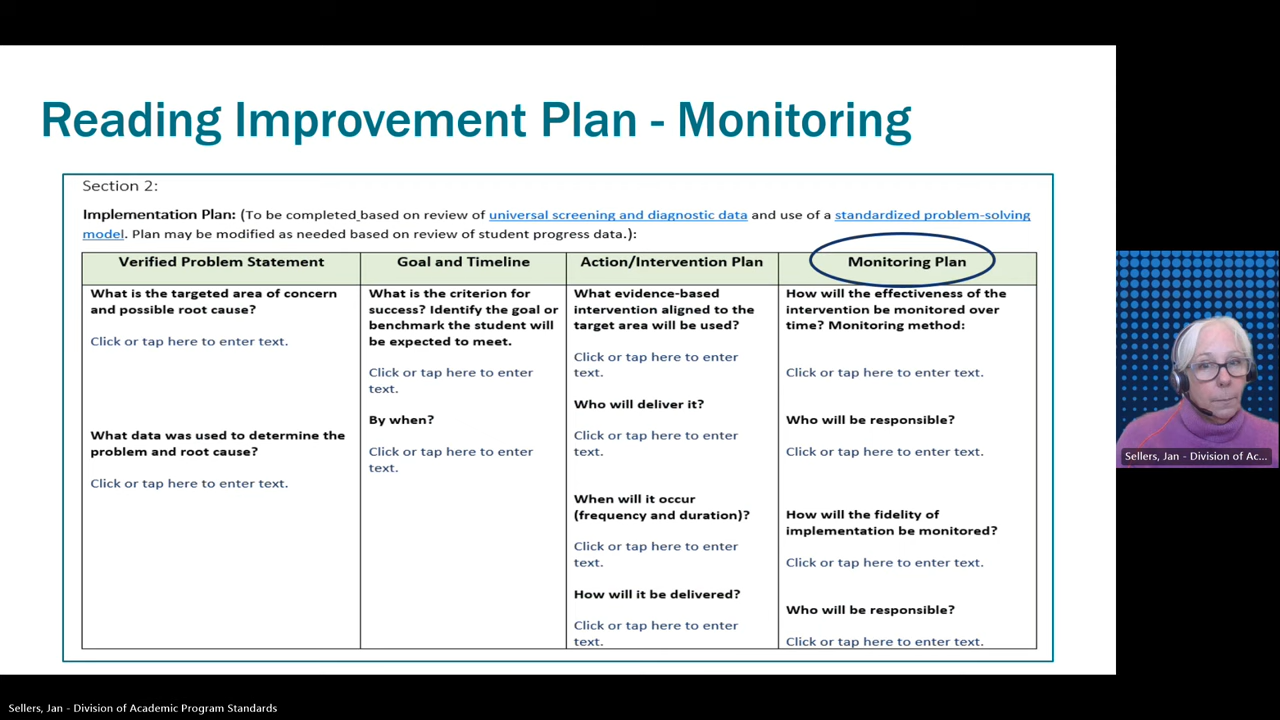 Reading Improvement Plan - Monitoring
Section 2:
Implementation Plan: (To be completed based on review of universal screening and diagnostic data and use of a standardized problem-solving
model. Plan may be modified as needed based on review of student progress data.):
Verified Problem Statement
What is the targeted area of concern
and possible root cause?
Click or tap here to enter text.
What data was used to determine the
problem and root cause?
Click or tap here to enter text.
Goal and Timeline
What is the criterion for
success? Identify the goal or
benchmark the student will
be expected to meet.
Click or tap here to enter
text.
By when?
Click or tap here to enter
text.
Action/Intervention Plan
What evidence-based
intervention aligned to the
target area will be used?
Click or tap here to enter
text.
Who will deliver it?
Click or tap here to enter
text.
When will it occur
(frequency and duration)?
Click or tap here to enter
text.
How will it be delivered?
Click or tap here to enter
text.
Monitoring Plan
How will the effectiveness of the
intervention be monitored over
time? Monitoring method:
Click or tap here to enter text.
Who will be responsible?
Click or tap here to enter text.
How will the fidelity of
implementation be monitored?
Click or tap here to enter text.
Who will be responsible?
Click or tap here to enter text.
Sellers, Jan - Division of Ac...
Sellers, Jan - Division of Academic Program Standards